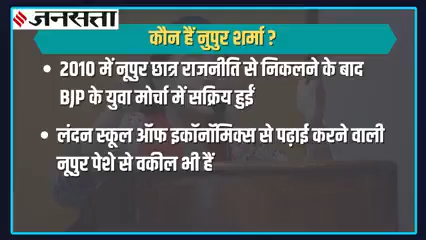 जनसत्ता
कौन हैं नुपुर शर्मा ?
• 2010 में नूपुर छात्र राजनीति से निकलने के बाद
BJP के युवा मोर्चा में सक्रिय हुईं
• लंदन स्कूल ऑफ इकॉनॉमिक्स से पढ़ाई करने वाली
नूपुर पेशे से वकील भी हैं